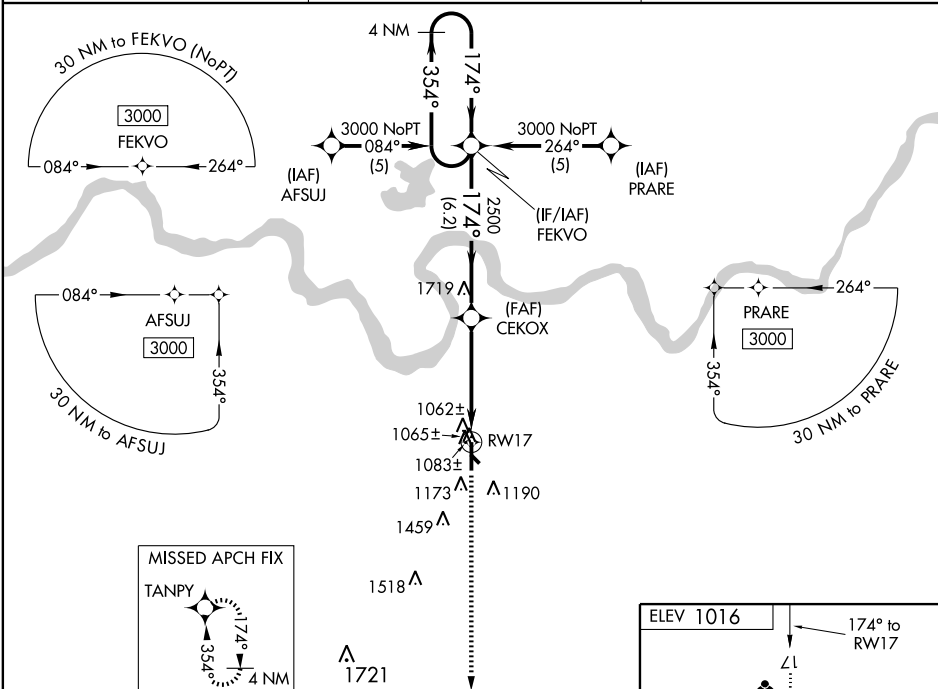 4 NM
30 NM to FEKVO (NoPT)
3000
FEKVO
084°
264°
354°
174°
3000 NoPT
084°
(5)
3000 NoPT
264°
(5)
(IAF)
AFSUJ
(IAF)
PRARE
(IF/IAF)
FEKVO
2500
174°
(6.2)
1719
(FAF)
CEKOX
084°
AFSUJ
3000
354°
30 NM to AFSUJ
264°
PRARE
3000
354°
30 NM to PRARE
1062±
1065±
RW17
1083±
1173
1190
1459
1518
1721
MISSED APCH FIX
TANPY
174°
354°
4 NM
ELEV 1016
174° to
RW17
17